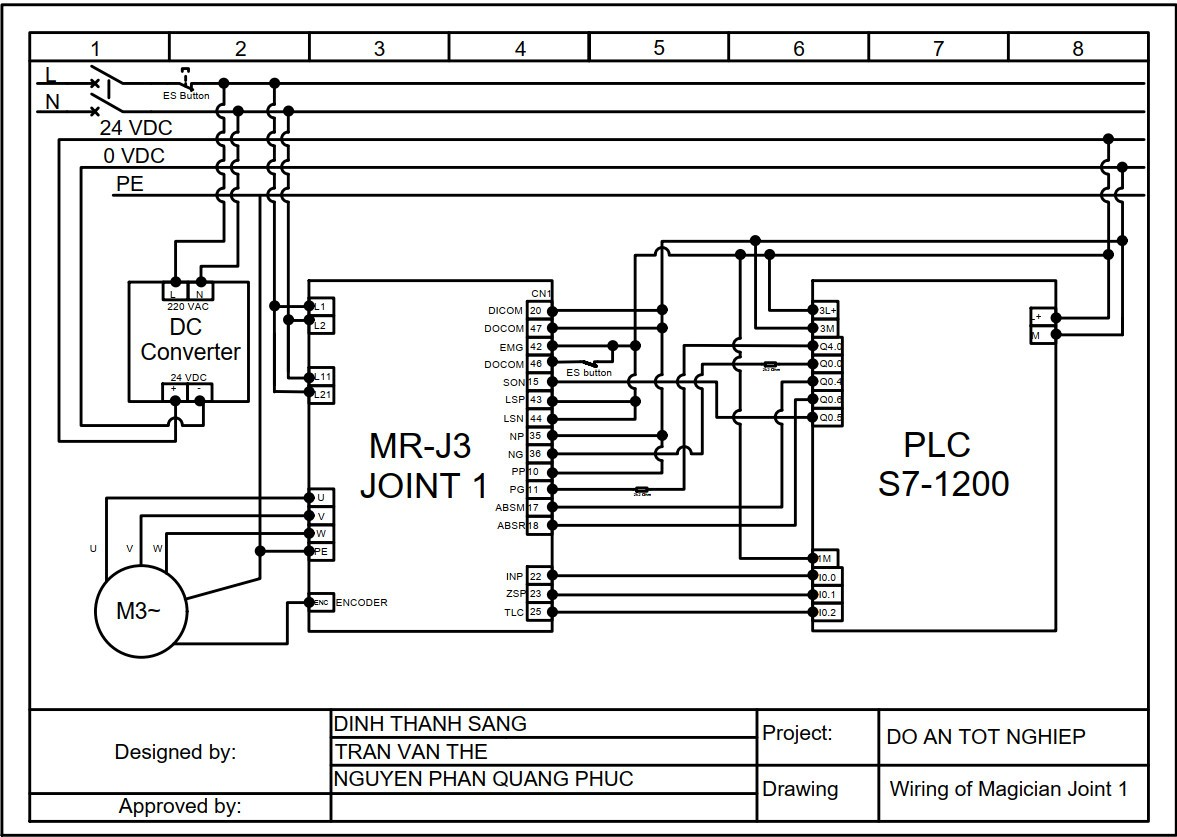 1 2 3 4 5 6 7 8
L
ES Button
N
24 VDC
0 VDC
PE
L N
220 VAC
DC
Converter
24 VDC
+ -
L1
L2
L11
L21
MR-J3
JOINT 1
U
V
W
PE
U V W
M3~
ENC ENCODER
CN1
DICOM 20
DOCOM 47
EMG 42
DOCOM 46
ES button
SON 15
LSP 43
LSN 44
NP 35
NG 36
PP 10
PG 11
ABSM 17
ABSR 18
INP 22
ZSP 23
TLC 25
3L+
3M
Q4.0
Q0.0
Q0.4
Q0.6
Q0.5
L+
M
PLC
S7-1200
1M
I0.0
I0.1
I0.2
Designed by:
DINH THANH SANG
TRAN VAN THE
NGUYEN PHAN QUANG PHUC
Approved by:
Project:
DO AN TOT NGHIEP
Drawing
Wiring of Magician Joint 1